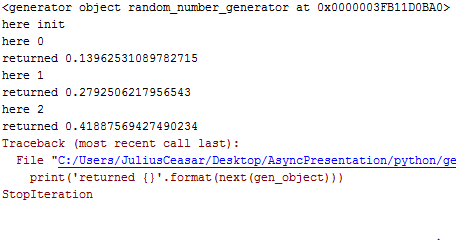 <generator object random_number_generator at 0x0000003FB11D0BA0>
here init
here 0
returned 0.13962531089782715
here 1
returned 0.2792506217956543
here 2
returned 0.41887569427490234
Traceback (most recent call last):
File "C:/Users/JuliusCeasar/Desktop/AsyncPresentation/python/ge
print('returned {}'.format(next(gen_object)))
StopIteration